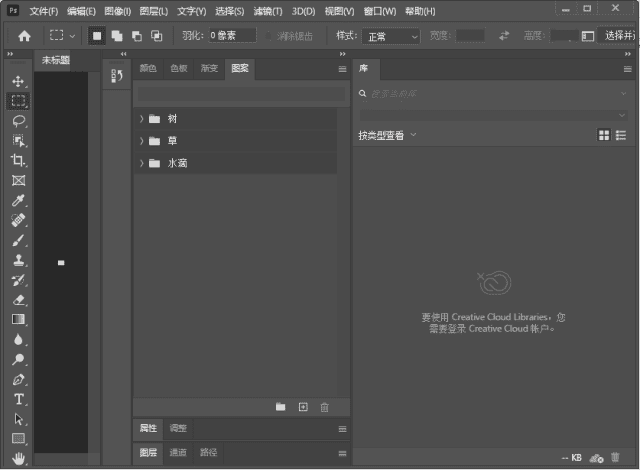 Ps 文件(F) 编辑(E) 图像(I) 图层(L) 文字(Y) 选择(S) 滤镜(T) 3D(D) 视图(V) 窗口(W) 帮助(H)
羽化: 0 像素 消除锯齿 样式: 正常 宽度: 高度: 选择并
未标题
颜色 色板 渐变 图案
库
树
草
水滴
按类型查看
要使用 Creative Cloud Libraries，您
需要登录 Creative Cloud 帐户。
属性 调整
图层 通道 路径
-- KB